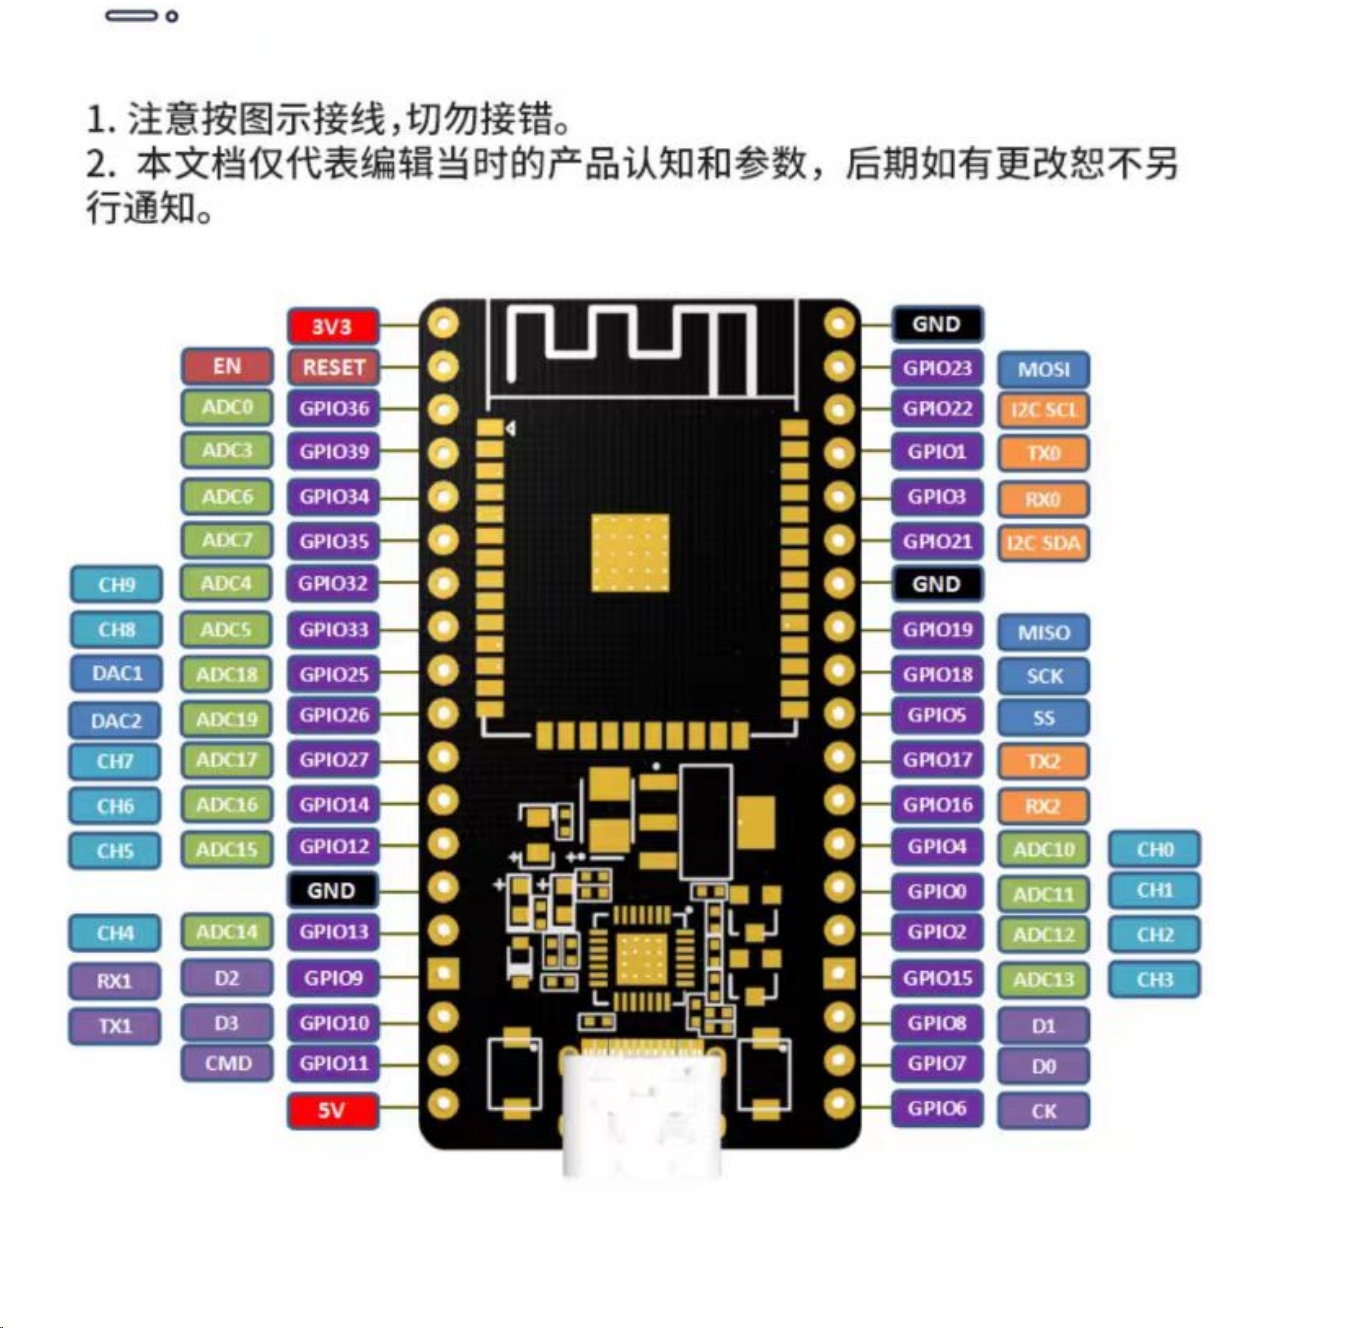 1. 注意按图示接线,切勿接错。
2. 本文档仅代表编辑当时的产品认知和参数，后期如有更改恕不另
行通知。
3V3 GND
EN RESET GPIO23 MOSI
ADC0 GPIO36 GPIO22 I2C SCL
ADC3 GPIO39 GPIO1 TX0
ADC6 GPIO34 GPIO3 RX0
ADC7 GPIO35 GPIO21 I2C SDA
CH9 ADC4 GPIO32 GND
CH8 ADC5 GPIO33 GPIO19 MISO
DAC1 ADC18 GPIO25 GPIO18 SCK
DAC2 ADC19 GPIO26 GPIO5 SS
CH7 ADC17 GPIO27 GPIO17 TX2
CH6 ADC16 GPIO14 GPIO16 RX2
CH5 ADC15 GPIO12 GPIO4 ADC10 CH0
GND GPIO0 ADC11 CH1
CH4 ADC14 GPIO13 GPIO2 ADC12 CH2
RX1 D2 GPIO9 GPIO15 ADC13 CH3
TX1 D3 GPIO10 GPIO8 D1
CMD GPIO11 GPIO7 D0
5V GPIO6 CK